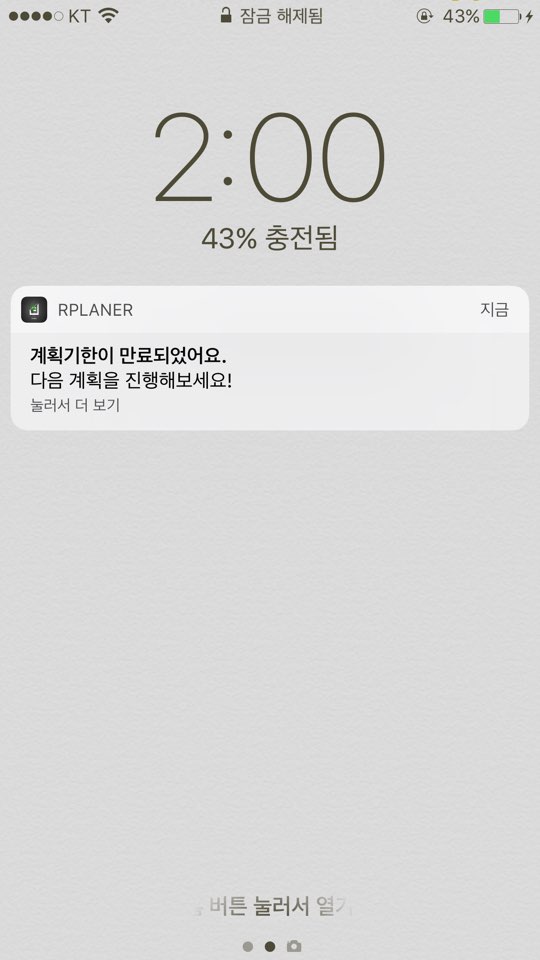 KT 잠금 해제됨 43%
2:00
43% 충전됨
RPLANER 지금
계획기한이 만료되었어요.
다음 계획을 진행해보세요!
눌러서 더 보기
버튼 눌러서 열기